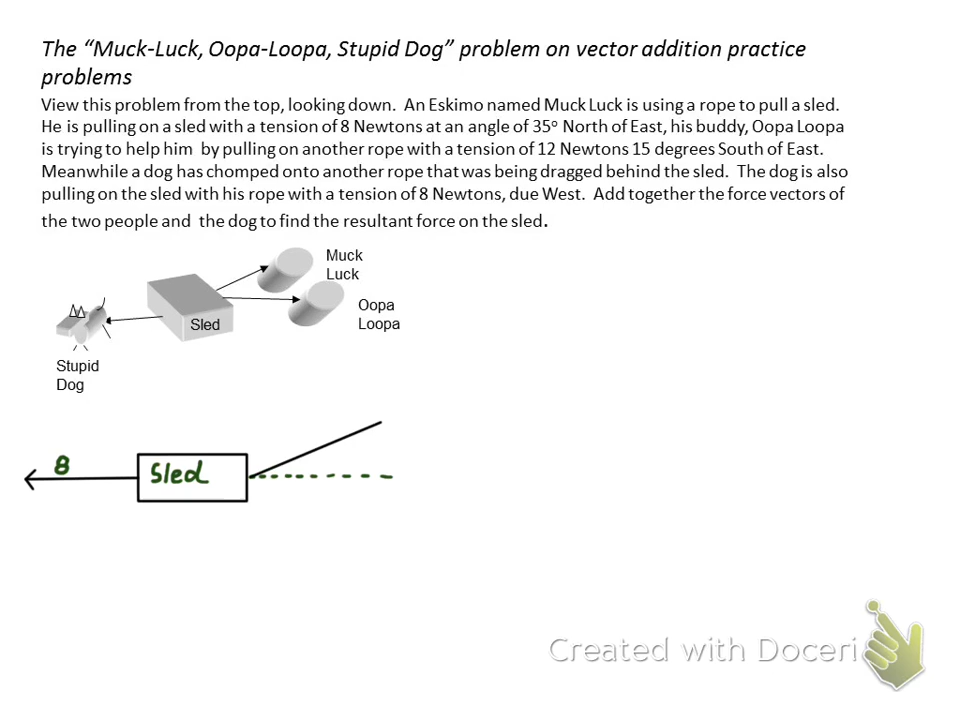 The “Muck-Luck, Oopa-Loopa, Stupid Dog” problem on vector addition practice
problems
View this problem from the top, looking down.  An Eskimo named Muck Luck is using a rope to pull a sled.
He is pulling on a sled with a tension of 8 Newtons at an angle of 35° North of East, his buddy, Oopa Loopa
is trying to help him  by pulling on another rope with a tension of 12 Newtons 15 degrees South of East.
Meanwhile a dog has chomped onto another rope that was being dragged behind the sled.  The dog is also
pulling on the sled with his rope with a tension of 8 Newtons, due West.  Add together the force vectors of
the two people and  the dog to find the resultant force on the sled.
Muck
Luck
Oopa
Loopa
Sled
Stupid
Dog
8
Sled
Created with Doceri